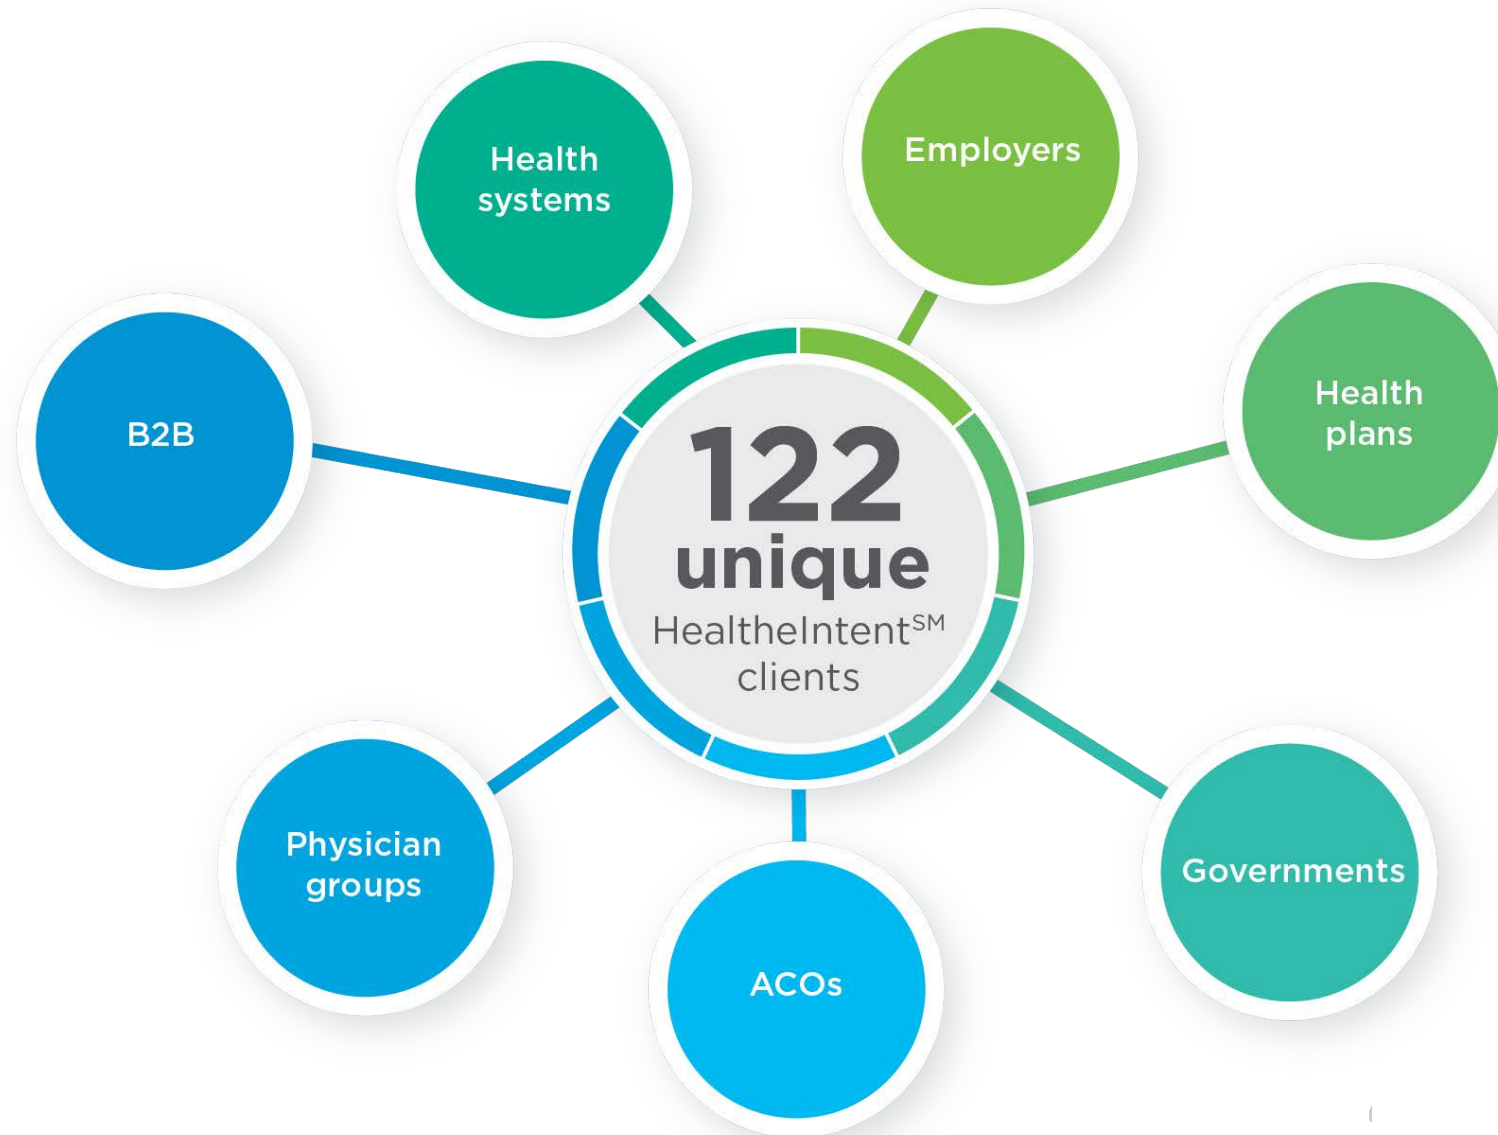 Employers
Health
systems
Health
plans
B2B
122
unique
HealtheIntentSM
clients
Physician
groups
Governments
ACOs